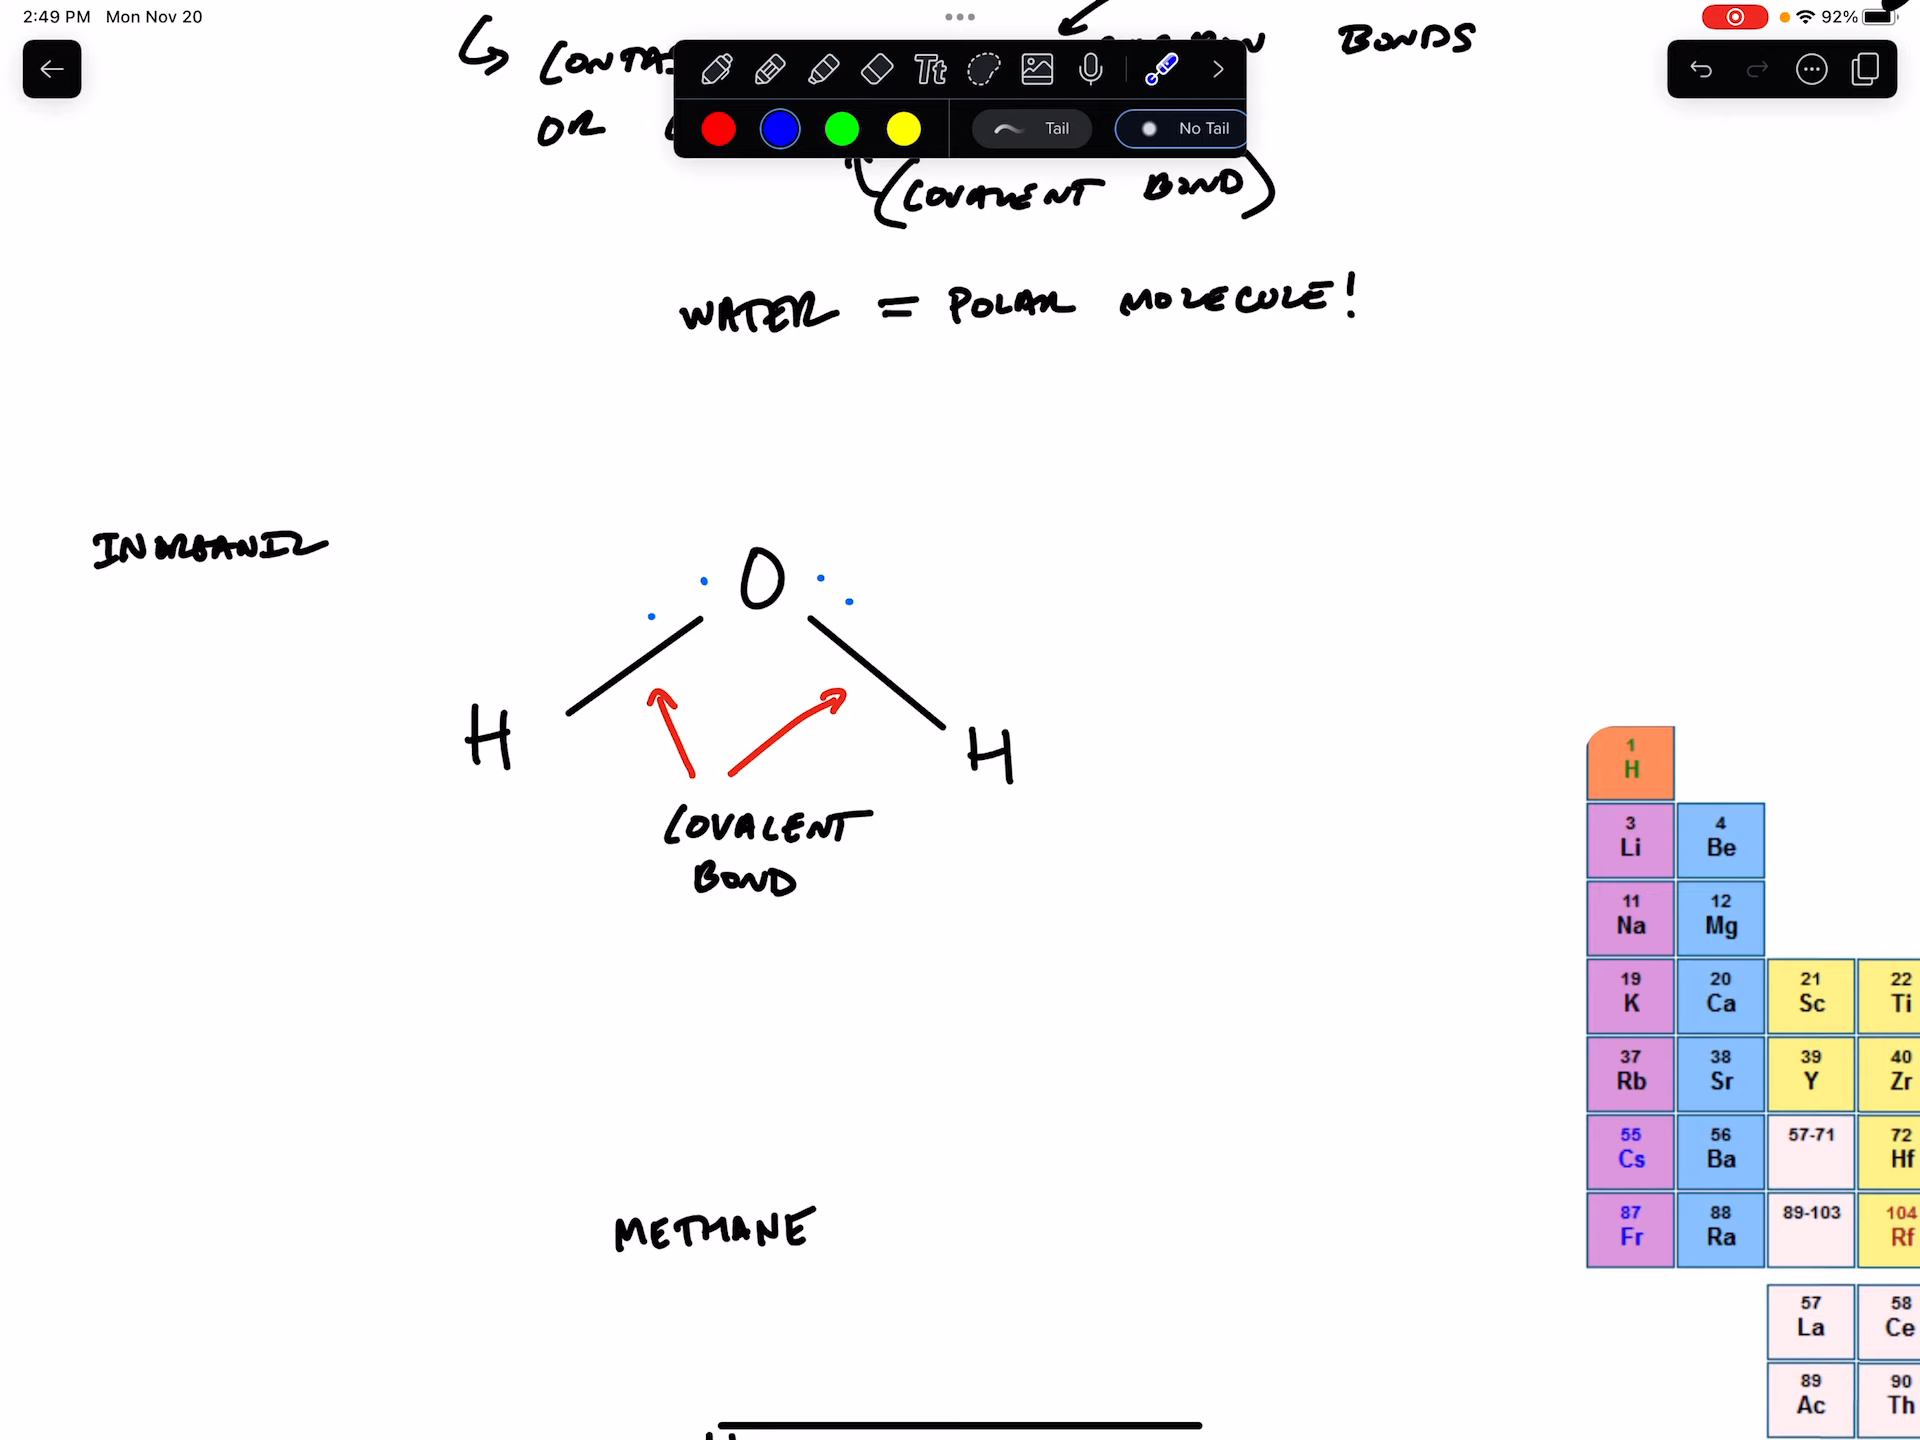 2:49 PM Mon Nov 20
92%
BONDS
OR
Tt
Tail
No Tail
(COVALENT BOND)
WATER = POLAR MOLECULE!
INORGANIC
O
H
H
COVALENT
BOND
METHANE
1
H
3
Li
4
Be
11
Na
12
Mg
19
K
20
Ca
21
Sc
22
Ti
37
Rb
38
Sr
39
Y
40
Zr
55
Cs
56
Ba
57-71
72
Hf
87
Fr
88
Ra
89-103
104
Rf
57
La
58
Ce
89
Ac
90
Th